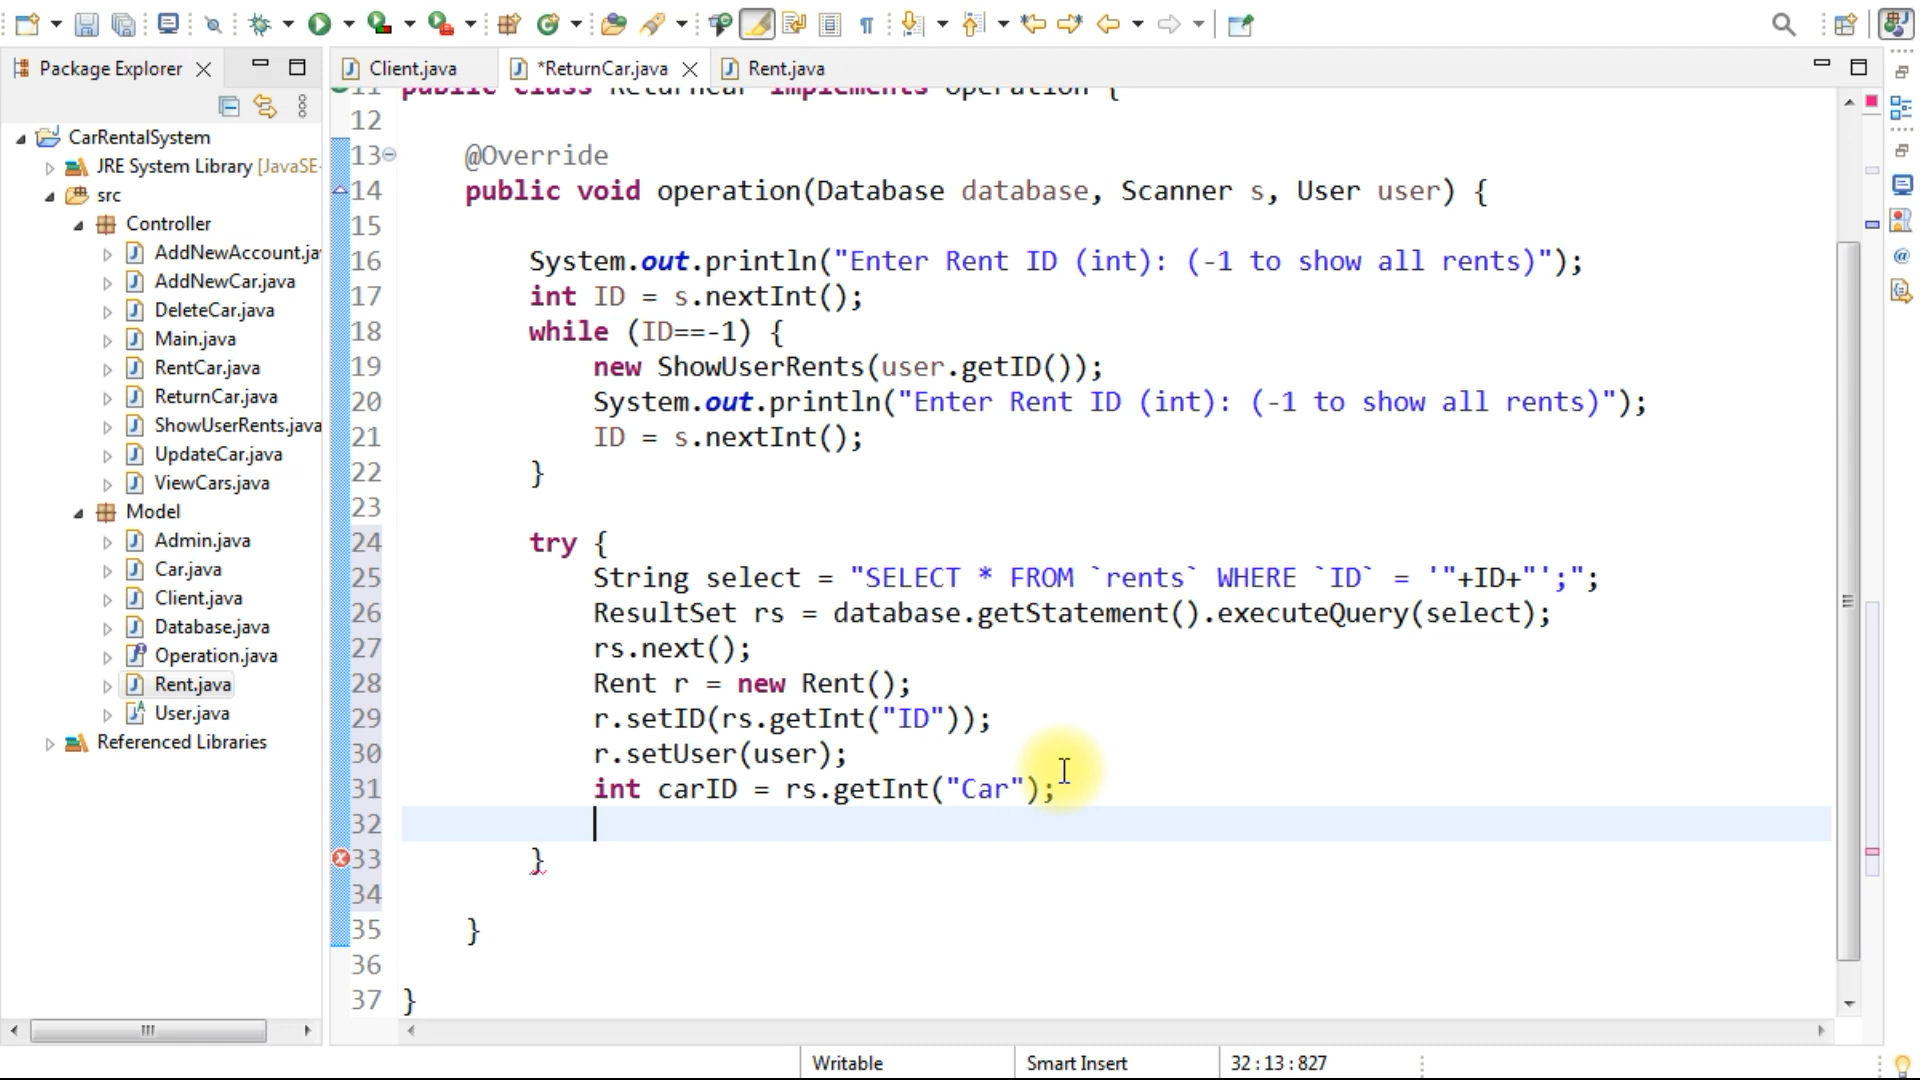 Package Explorer
Client.java
*ReturnCar.java
Rent.java
CarRentalSystem
JRE System Library [JavaSE-
src
Controller
AddNewAccount.ja
AddNewCar.java
DeleteCar.java
Main.java
RentCar.java
ReturnCar.java
ShowUserRents.java
UpdateCar.java
ViewCars.java
Model
Admin.java
Car.java
Client.java
Database.java
Operation.java
Rent.java
User.java
Referenced Libraries
11 public class ReturnCar implements Operation {
12
13 @Override
14 public void operation(Database database, Scanner s, User user) {
15
16 System.out.println("Enter Rent ID (int): (-1 to show all rents)");
17 int ID = s.nextInt();
18 while (ID==-1) {
19 new ShowUserRents(user.getID());
20 System.out.println("Enter Rent ID (int): (-1 to show all rents)");
21 ID = s.nextInt();
22 }
23
24 try {
25 String select = "SELECT * FROM `rents` WHERE `ID` = '"+ID+"';";
26 ResultSet rs = database.getStatement().executeQuery(select);
27 rs.next();
28 Rent r = new Rent();
29 r.setID(rs.getInt("ID"));
30 r.setUser(user);
31 int carID = rs.getInt("Car");
32
33 }
34
35 }
36
37 }
Writable
Smart Insert
32 : 13 : 827